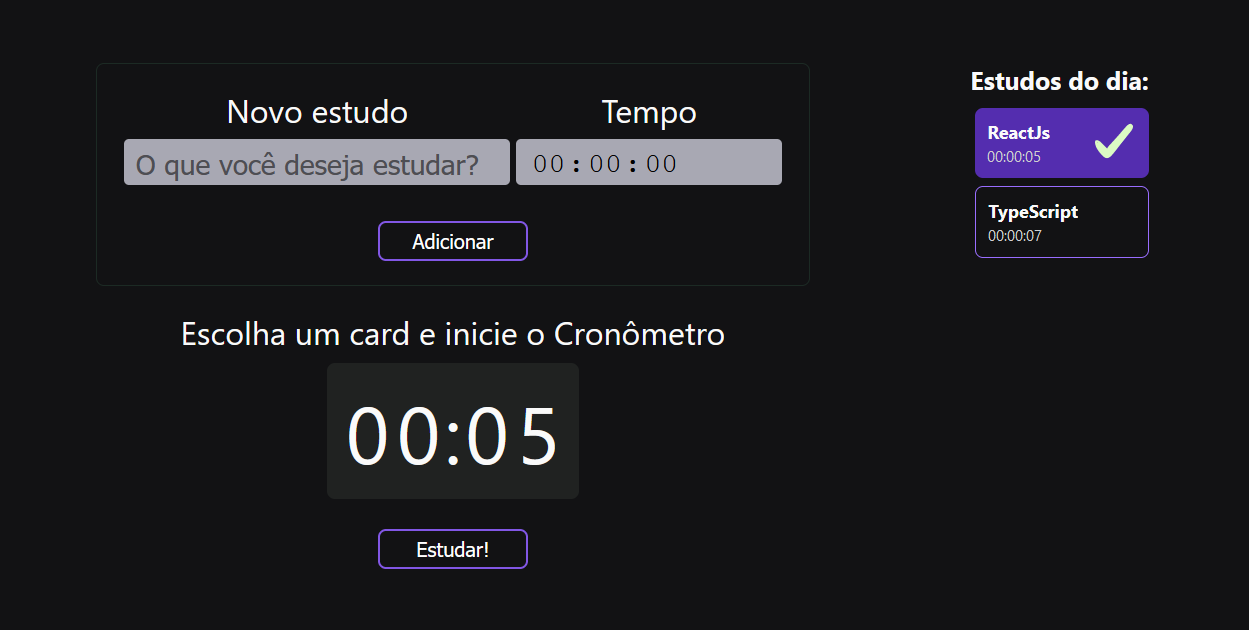 Novo estudo
Tempo
O que você deseja estudar?
00:00:00
Adicionar
Escolha um card e inicie o Cronômetro
00:05
Estudar!
Estudos do dia:
ReactJs
00:00:05
TypeScript
00:00:07